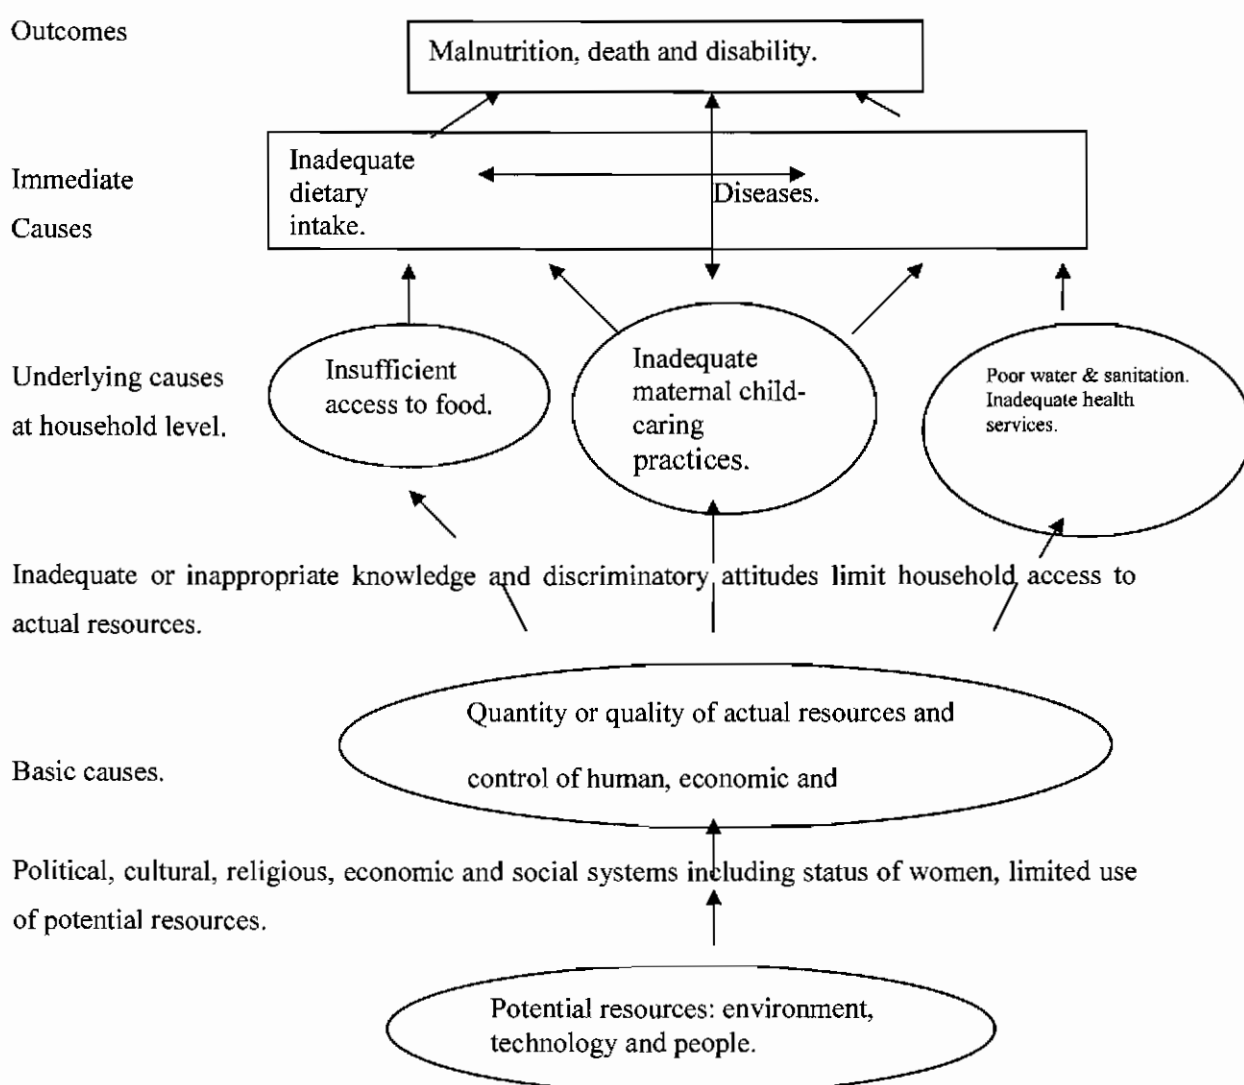 Outcomes
Malnutrition, death and disability.
Immediate
Causes
Inadequate
dietary
intake.
Diseases.
Underlying causes
at household level.
Insufficient
access to food.
Inadequate
maternal child-
caring
practices.
Poor water & sanitation.
Inadequate health
services.
Inadequate or inappropriate knowledge and discriminatory attitudes limit household access to
actual resources.
Quantity or quality of actual resources and
control of human, economic and
Basic causes.
Political, cultural, religious, economic and social systems including status of women, limited use
of potential resources.
Potential resources: environment,
technology and people.